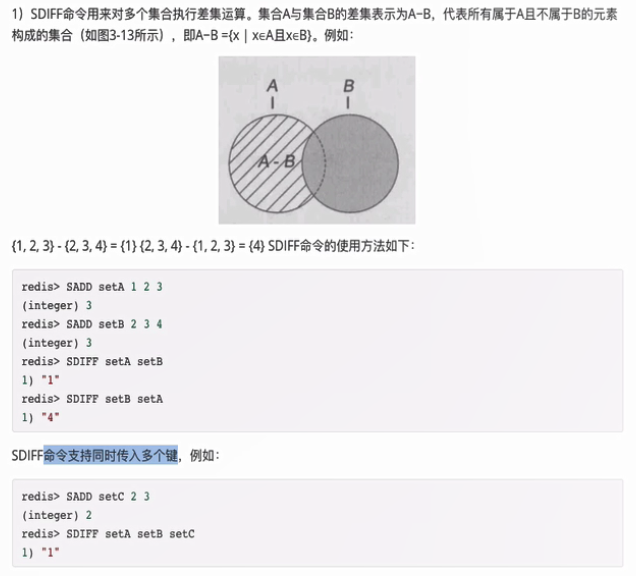 1）SDIFF命令用来对多个集合执行差集运算。集合A与集合B的差集表示为A−B，代表所有属于A且不属于B的元素
构成的集合（如图3-13所示），即A−B ={x | x∈A且x∈B}。例如：
A B
A - B
{1, 2, 3} - {2, 3, 4} = {1} {2, 3, 4} - {1, 2, 3} = {4} SDIFF命令的使用方法如下：
redis> SADD setA 1 2 3
(integer) 3
redis> SADD setB 2 3 4
(integer) 3
redis> SDIFF setA setB
1) "1"
redis> SDIFF setB setA
1) "4"
SDIFF命令支持同时传入多个键，例如：
redis> SADD setC 2 3
(integer) 2
redis> SDIFF setA setB setC
1) "1"